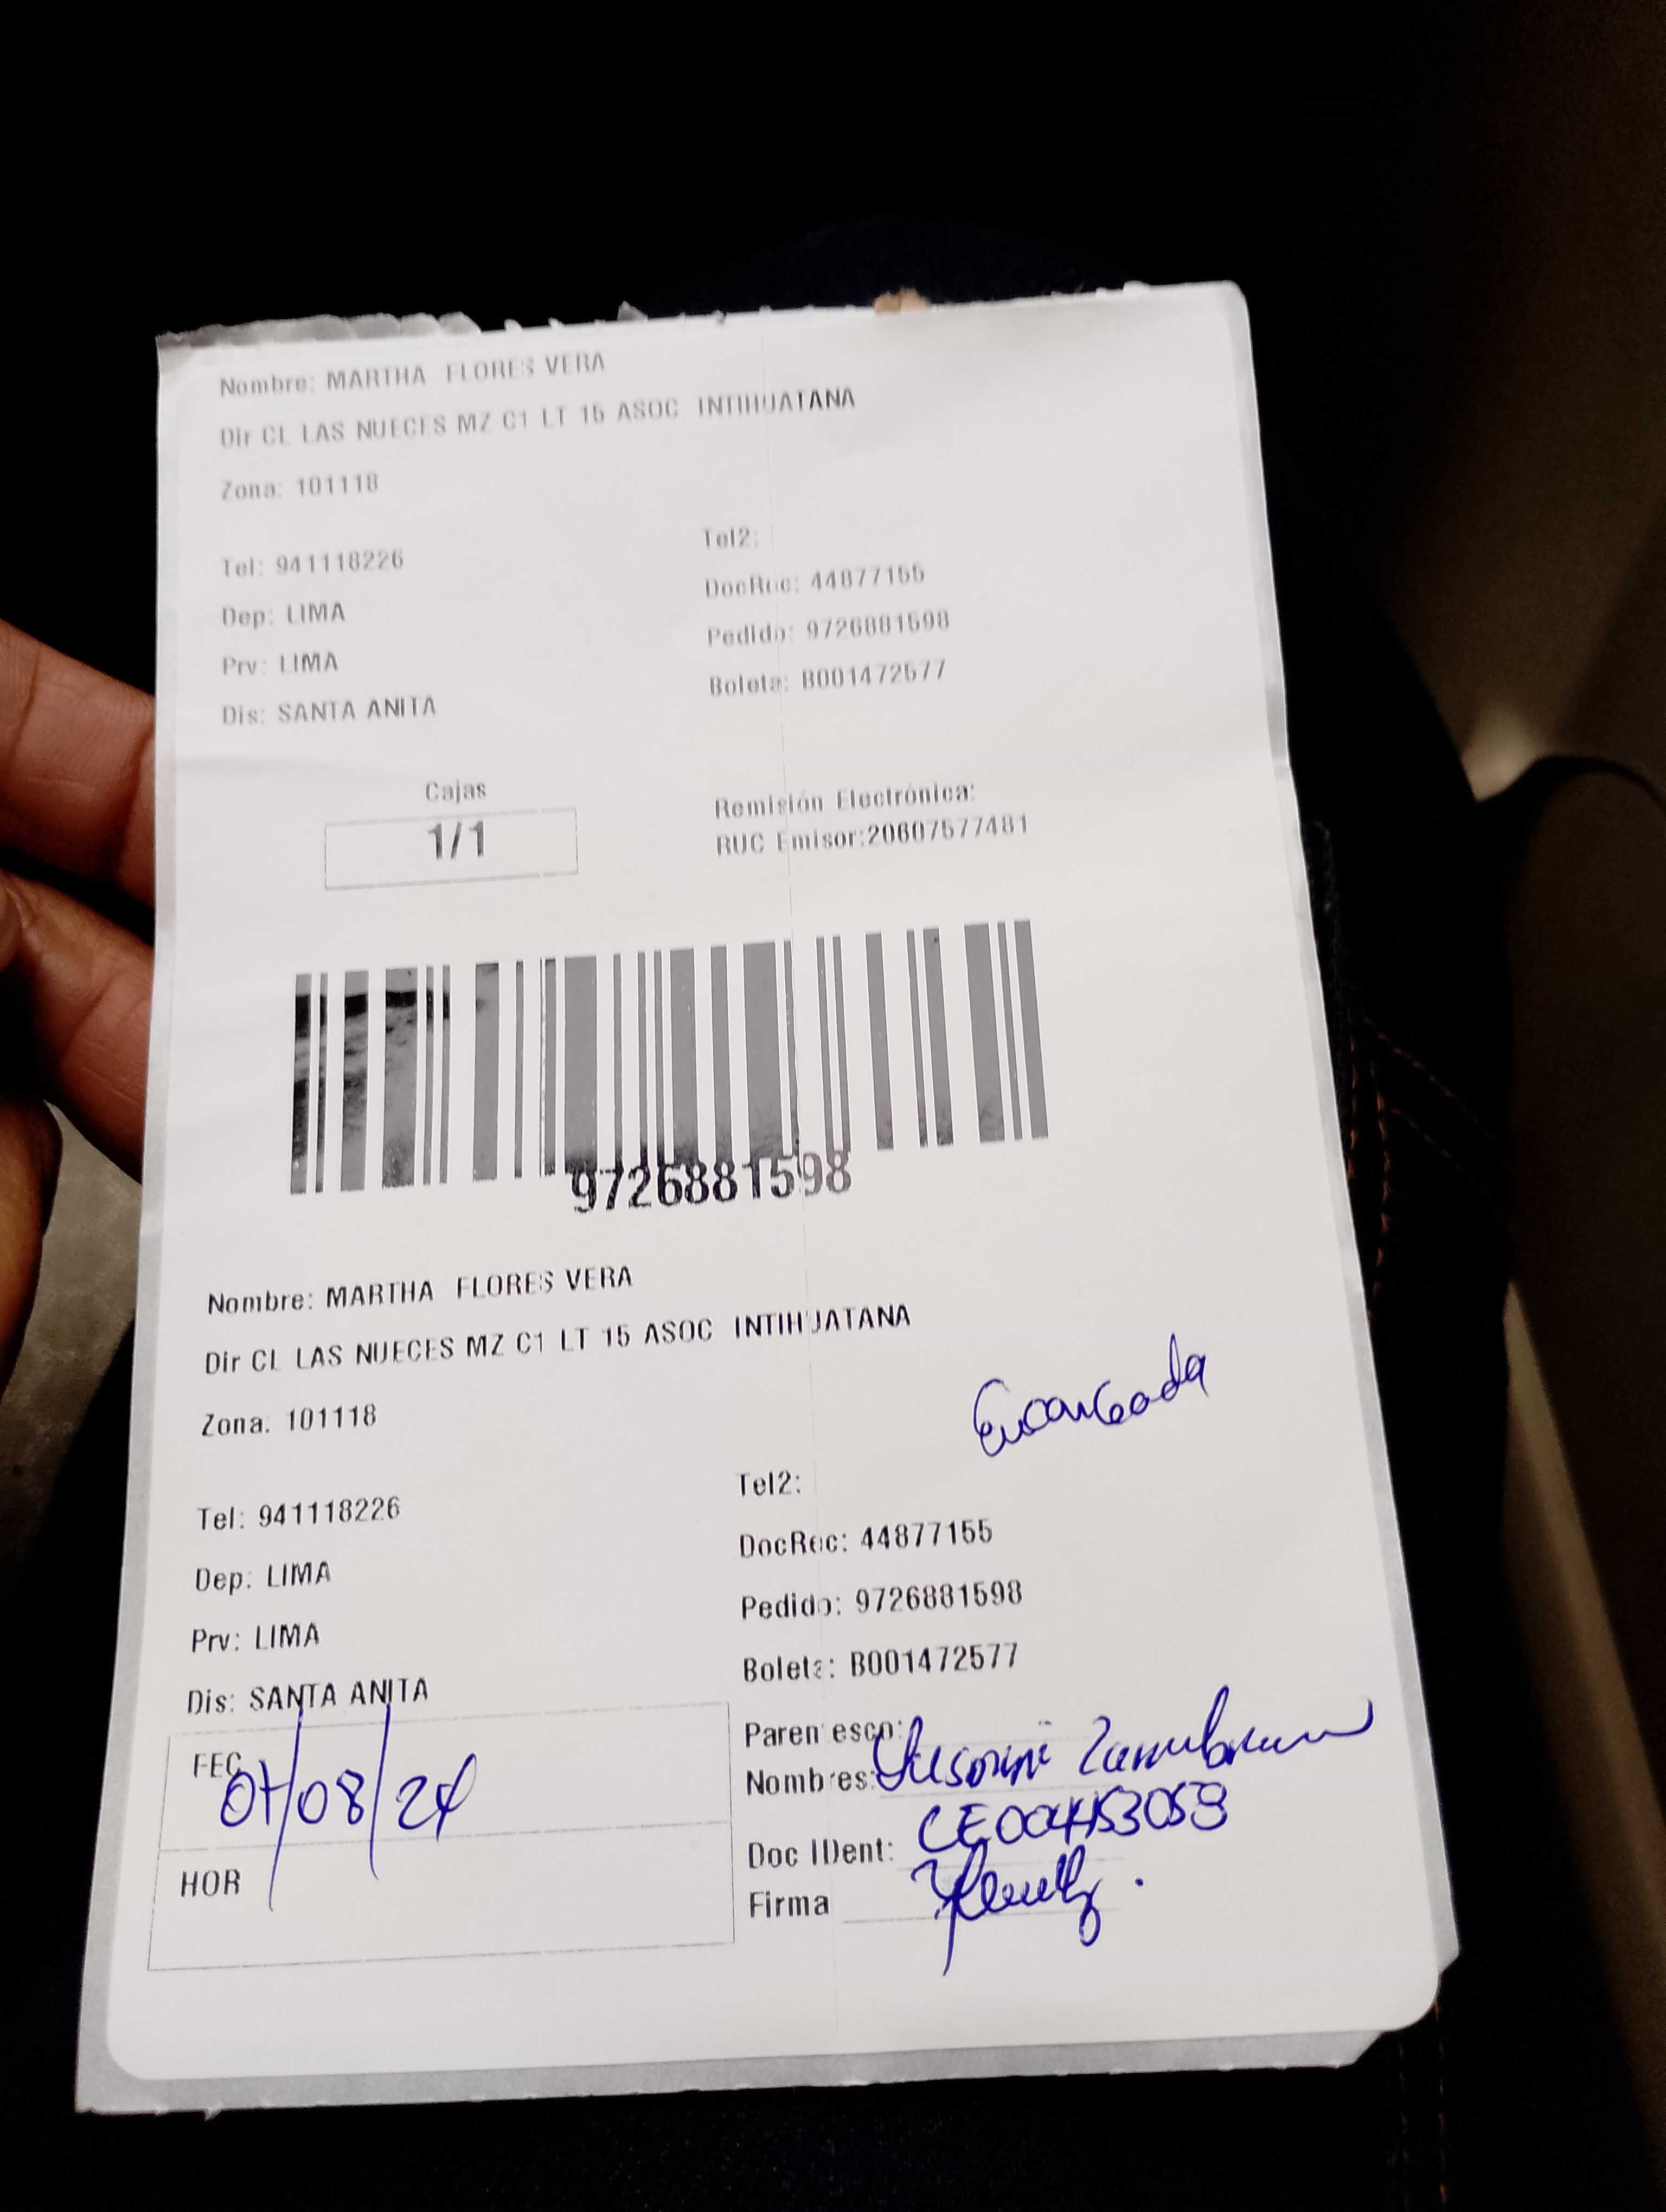 Nombre: MARTHA FLORES VERA
Dir CL LAS NUECES MZ C1 LT 15 ASOC INTIHUATANA
Zona: 101118
Tel: 941118226
Tel2:
Dep: LIMA
DocRec: 44877155
Prv: LIMA
Pedido: 9726881598
Dis: SANTA ANITA
Boleta: B001472577
Cajas
1/1
Remisión Electrónica:
RUC Emisor:20607577481
9726881598
Nombre: MARTHA FLORES VERA
Dir CL LAS NUECES MZ C1 LT 15 ASOC INTIHUATANA
Zona. 101118
Encargada
Tel: 941118226
Tel2:
Dep: LIMA
DocRec: 44877155
Prv: LIMA
Pedido: 9726881598
Dis: SANTA ANITA
Boleta: B001472577
FEC 07/08/24
HOR
Parentesco:
Nombres:
Doc IDent:
Firma